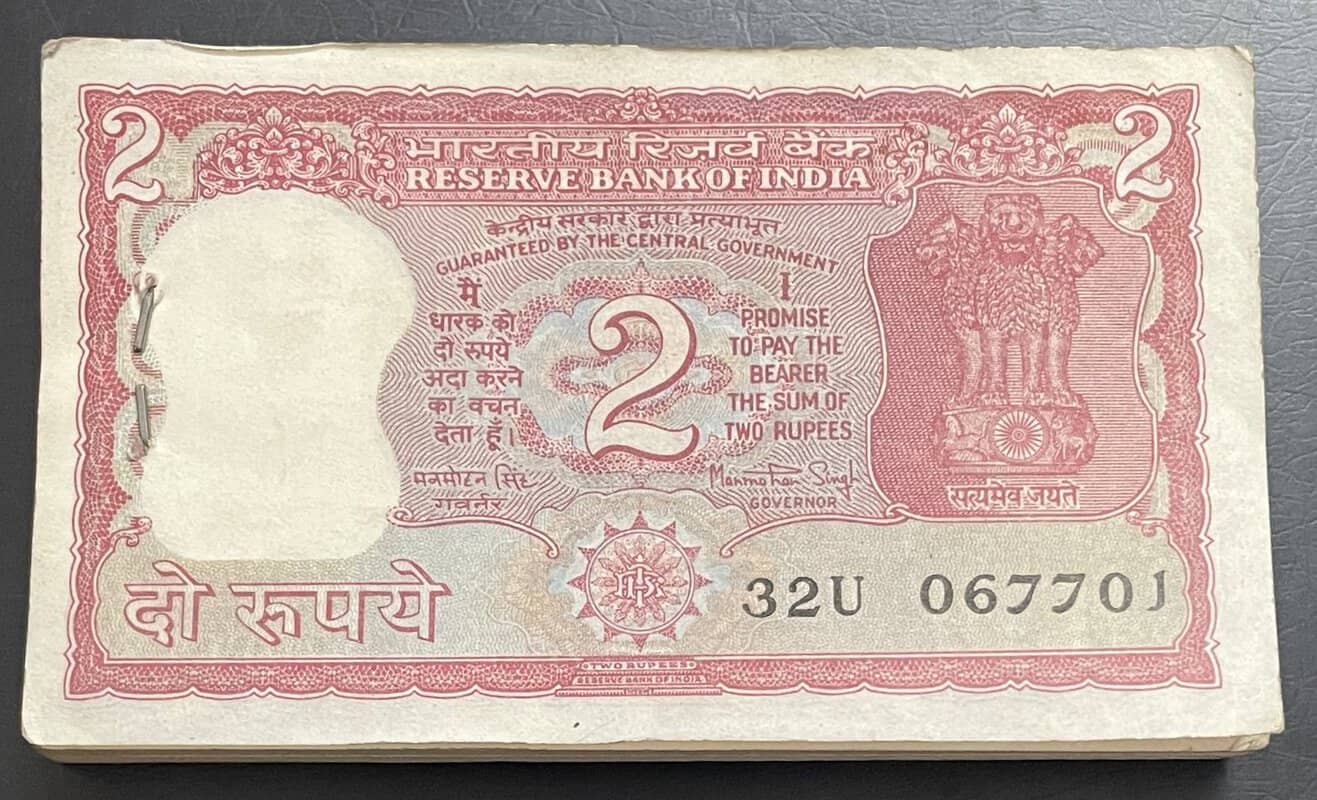 2
2
भारतीय रिज़र्व बैंक
RESERVE BANK OF INDIA
केन्द्रीय सरकार द्वारा प्रत्याभूत
GUARANTEED BY THE CENTRAL GOVERNMENT
मैं
धारक को
दो रुपये
अदा करने
का वचन
देता हूँ।
2
I
PROMISE
TO PAY THE
BEARER
THE SUM OF
TWO RUPEES
मनमोहन सिंह
गवर्नर
Manmohan Singh
GOVERNOR
सत्यमेव जयते
दो रुपये
32U 067701
TWO RUPEES
RESERVE BANK OF INDIA